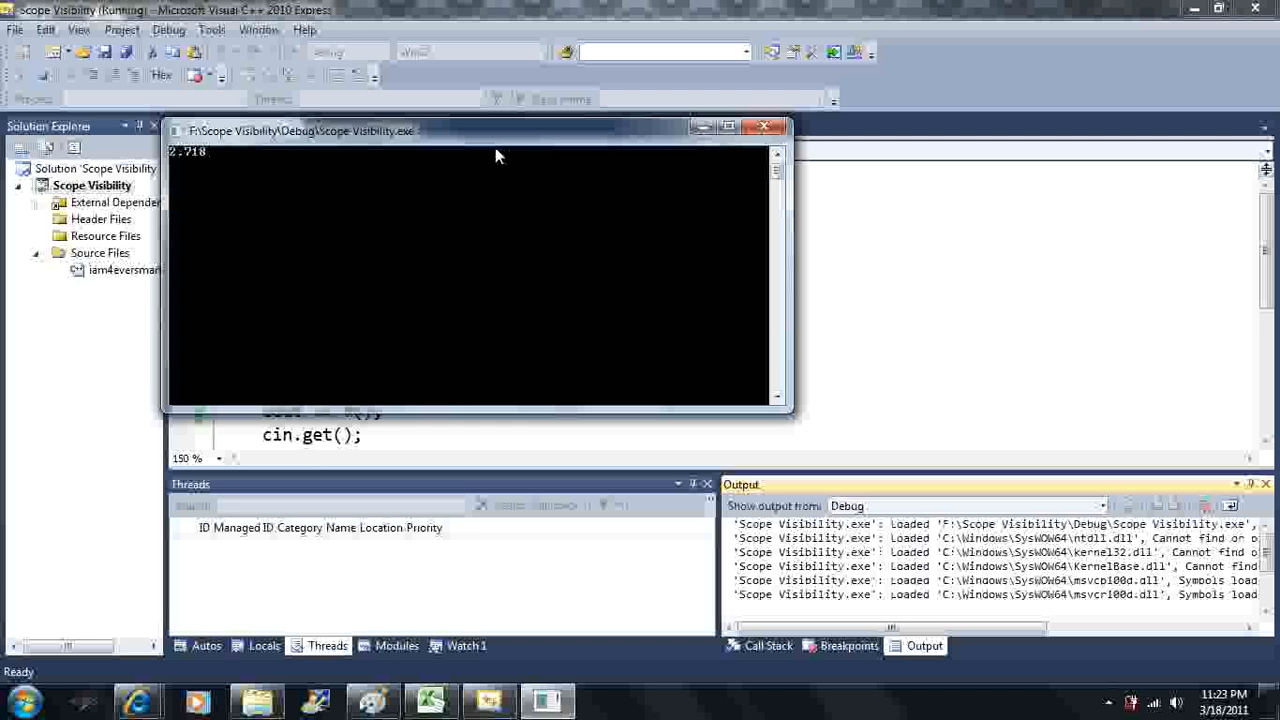 Scope Visibility (Running) - Microsoft Visual C++ 2010 Express
File Edit View Project Debug Tools Window Help
Hex
Solution Explorer
F:\Scope Visibility\Debug\Scope Visibility.exe
2.718
Solution 'Scope Visibility
Scope Visibility
External Depender
Header Files
Resource Files
Source Files
iam4eversmar
cin.get();
150 %
Threads
Output
Show output from: Debug
ID Managed ID Category Name Location Priority
'Scope Visibility.exe': Loaded 'F:\Scope Visibility\Debug\Scope Visibility.exe',
'Scope Visibility.exe': Loaded 'C:\Windows\SysWOW64\ntdll.dll', Cannot find or o
'Scope Visibility.exe': Loaded 'C:\Windows\SysWOW64\kernel32.dll', Cannot find o
'Scope Visibility.exe': Loaded 'C:\Windows\SysWOW64\KernelBase.dll', Cannot find
'Scope Visibility.exe': Loaded 'C:\Windows\SysWOW64\msvcp100d.dll', Symbols load
'Scope Visibility.exe': Loaded 'C:\Windows\SysWOW64\msvcr100d.dll', Symbols load
Autos Locals Threads Modules Watch 1
Call Stack Breakpoints Output
Ready
11:23 PM
3/18/2011